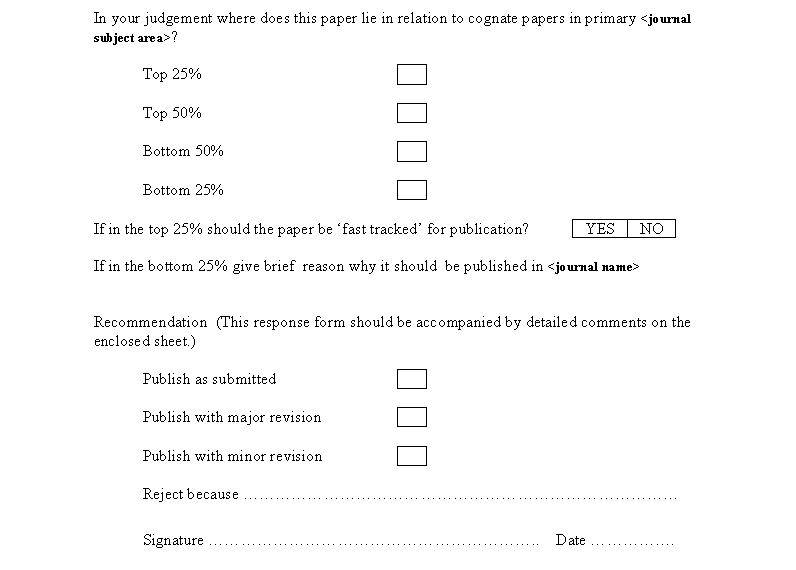 In your judgement where does this paper lie in relation to cognate papers in primary <journal
subject area>?
Top 25%
Top 50%
Bottom 50%
Bottom 25%
If in the top 25% should the paper be ‘fast tracked’ for publication? YES NO
If in the bottom 25% give brief reason why it should be published in <journal name>
Recommendation (This response form should be accompanied by detailed comments on the
enclosed sheet.)
Publish as submitted
Publish with major revision
Publish with minor revision
Reject because ……………………………………………………………………
Signature …………………………………………………….. Date …………….